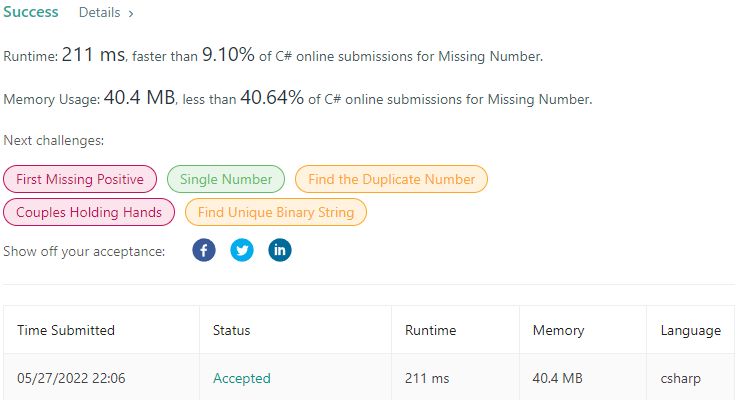 Success Details >
Runtime: 211 ms, faster than 9.10% of C# online submissions for Missing Number.
Memory Usage: 40.4 MB, less than 40.64% of C# online submissions for Missing Number.
Next challenges:
First Missing Positive Single Number Find the Duplicate Number
Couples Holding Hands Find Unique Binary String
Show off your acceptance: f in
Time Submitted Status Runtime Memory Language
05/27/2022 22:06 Accepted 211 ms 40.4 MB csharp